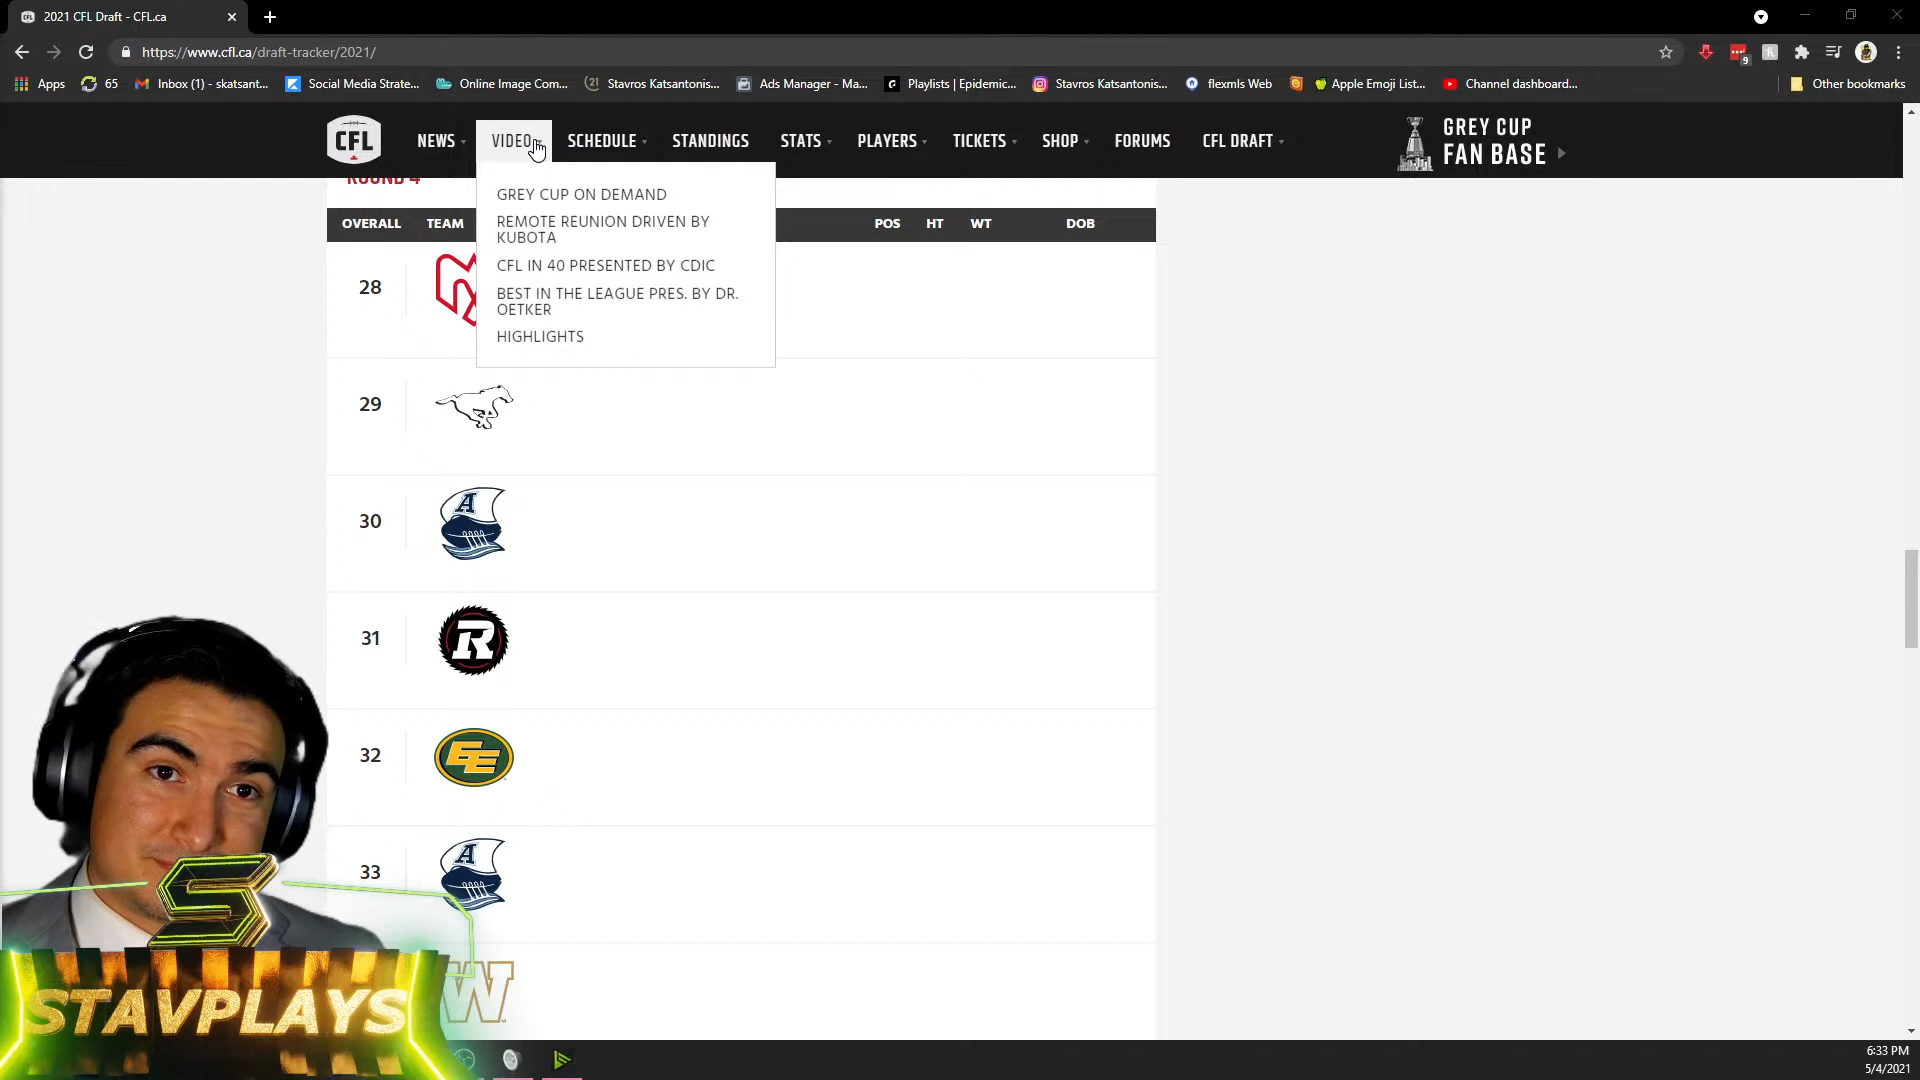 2021 CFL Draft - CFL.ca
https://www.cfl.ca/draft-tracker/2021/
9
Apps
65
Inbox (1) - skatsant...
Social Media Strate...
Online Image Com...
Stavros Katsantonis...
Ads Manager - Ma...
Playlists | Epidemic...
Stavros Katsantonis...
flexmls Web
Apple Emoji List...
Channel dashboard...
Other bookmarks
CFL
NEWS
VIDEO
SCHEDULE
STANDINGS
STATS
PLAYERS
TICKETS
SHOP
FORUMS
CFL DRAFT
GREY CUP
FAN BASE
ROUND 4
GREY CUP ON DEMAND
REMOTE REUNION DRIVEN BY
KUBOTA
CFL IN 40 PRESENTED BY CDIC
BEST IN THE LEAGUE PRES. BY DR.
OETKER
HIGHLIGHTS
OVERALL TEAM POS HT WT DOB
28
29
30 A
31 R
32 EE
33 A
W
S
STAVPLAYS
6:33 PM
5/4/2021